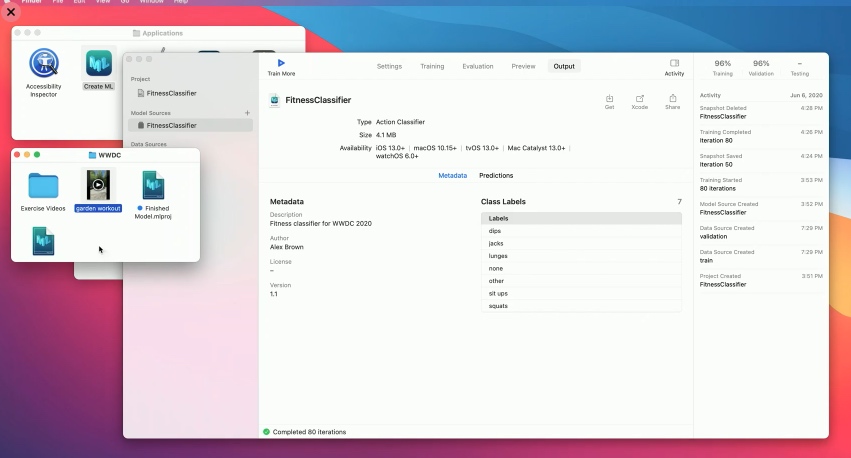 Finder File Edit View Go Window Help
Applications
Accessibility
Inspector
Create ML
Project
FitnessClassifier
Model Sources
FitnessClassifier
Data Sources
WWDC
Exercise Videos
garden workout
Finished
Model.mlproj
Train More
Settings
Training
Evaluation
Preview
Output
Activity
FitnessClassifier
Get
Xcode
Share
Type Action Classifier
Size 4.1 MB
Availability iOS 13.0+ | macOS 10.15+ | tvOS 13.0+ | Mac Catalyst 13.0+ |
watchOS 6.0+
Metadata
Predictions
Metadata
Description
Fitness classifier for WWDC 2020
Author
Alex Brown
License
–
Version
1.1
Class Labels 7
Labels
dips
jacks
lunges
none
other
sit ups
squats
Completed 80 iterations
96% 96% –
Training Validation Testing
Activity Jun 6, 2020
Snapshot Deleted 4:28 PM
FitnessClassifier
Training Completed 4:26 PM
Iteration 80
Snapshot Saved 4:24 PM
Iteration 50
Training Started 3:53 PM
80 iterations
Model Source Created 3:52 PM
FitnessClassifier
Data Source Created 7:29 PM
validation
Data Source Created 7:29 PM
train
Project Created 3:51 PM
FitnessClassifier